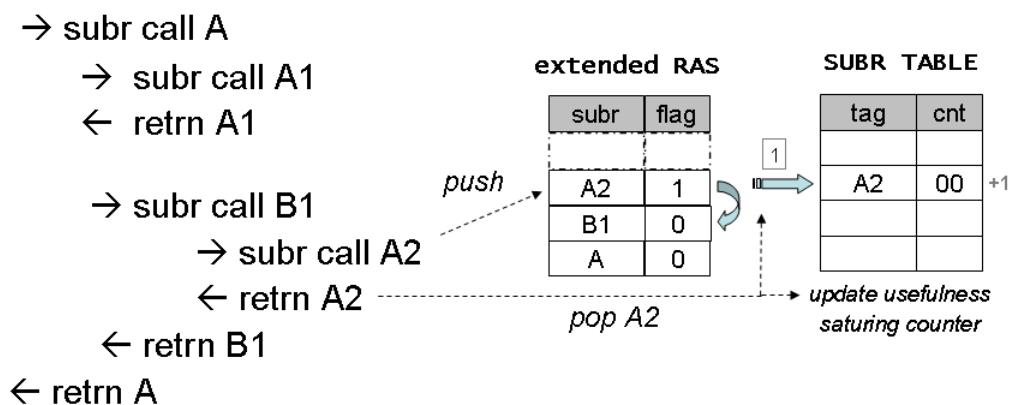 → subr call A
→ subr call A1
← retrn A1
→ subr call B1
→ subr call A2
← retrn A2
← retrn B1
← retrn A
push
pop A2
extended RAS
subr flag
A2 1
B1 0
A 0
1
SUBR TABLE
tag cnt
A2 00 +1
update usefulness
saturing counter